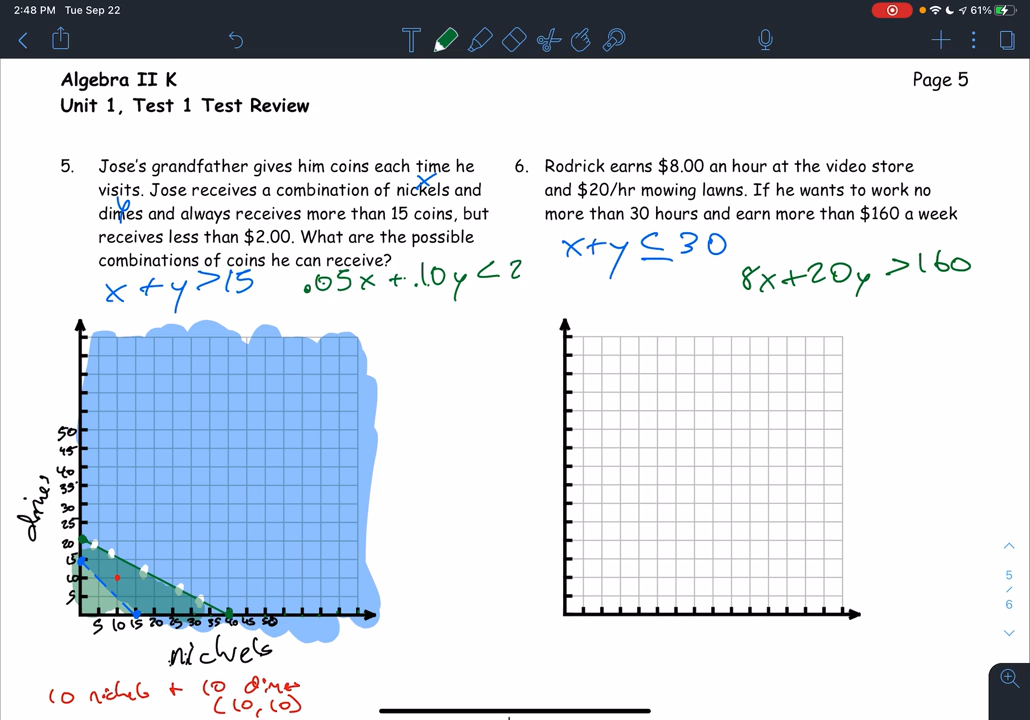 2:48 PM Tue Sep 22
61%
Algebra II K
Page 5
Unit 1, Test 1 Test Review
5. Jose's grandfather gives him coins each time he
visits. Jose receives a combination of nickels and
dimes and always receives more than 15 coins, but
receives less than $2.00. What are the possible
combinations of coins he can receive?
x
y
x + y > 15
.05x + .10y < 2
6. Rodrick earns $8.00 an hour at the video store
and $20/hr mowing lawns. If he wants to work no
more than 30 hours and earn more than $160 a week
x + y ≤ 30
8x + 20y > 160
dimes
50
45
40
35
30
25
20
15
10
5
5 10 15 20 25 30 35 40 45 50
nickels
10 nickels + 10 dimes
(10, 10)
5
/
6